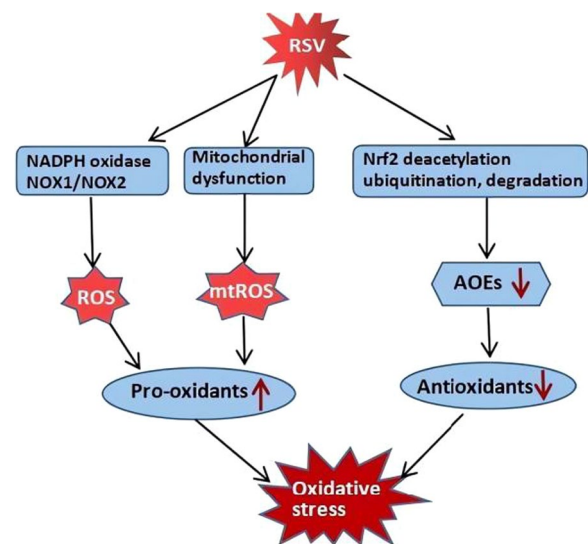 RSV
NADPH oxidase
NOX1/NOX2
Mitochondrial
dysfunction
Nrf2 deacetylation
ubiquitination, degradation
ROS
mtROS
AOEs
Pro-oxidants
Antioxidants
Oxidative
stress